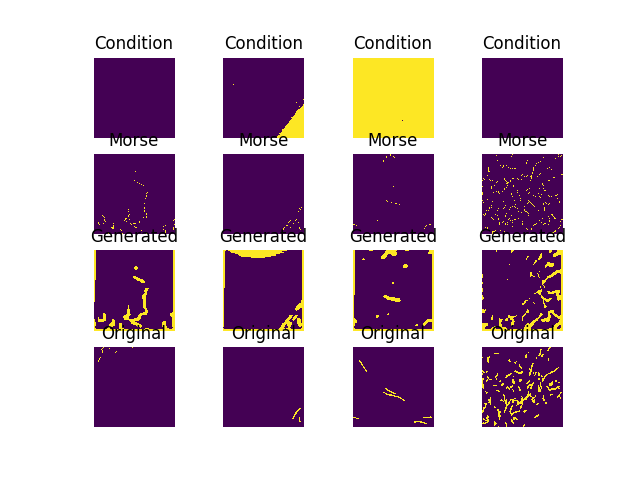 Condition Condition Condition Condition
Morse Morse Morse Morse
Generated Generated Generated Generated
Original Original Original Original